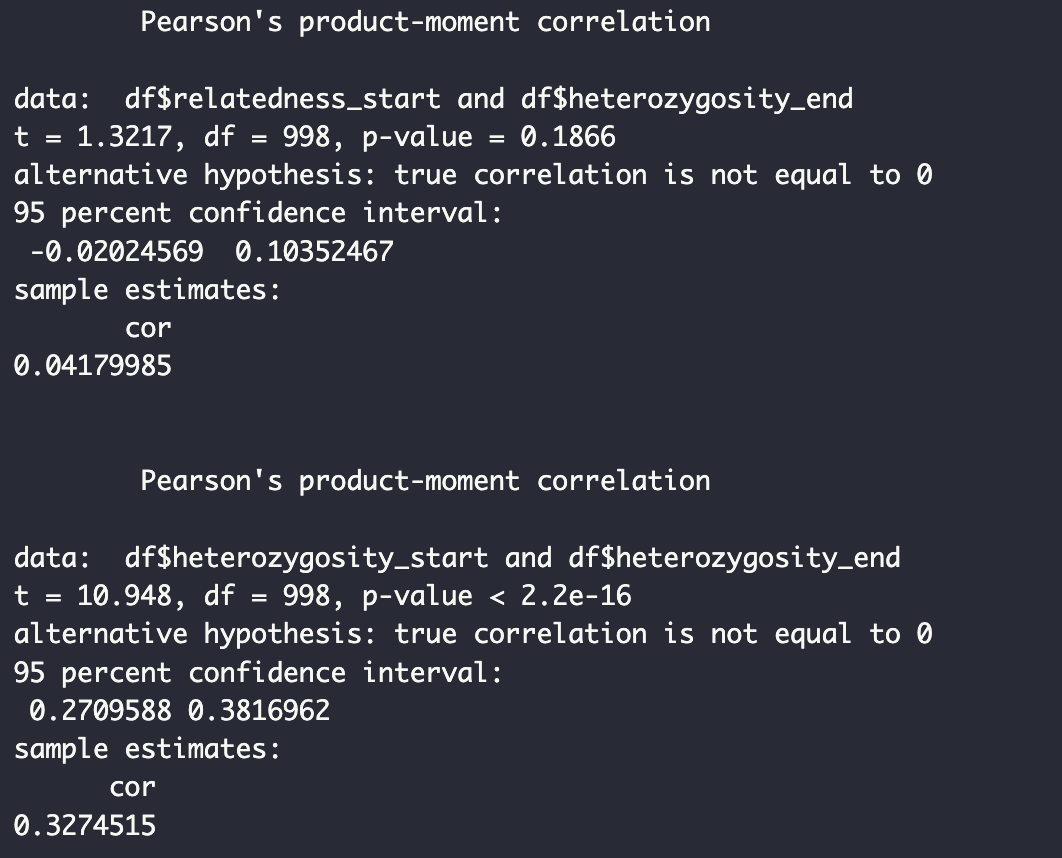 Pearson's product-moment correlation
data:  df$relatedness_start and df$heterozygosity_end
t = 1.3217, df = 998, p-value = 0.1866
alternative hypothesis: true correlation is not equal to 0
95 percent confidence interval:
-0.02024569  0.10352467
sample estimates:
cor
0.04179985
Pearson's product-moment correlation
data:  df$heterozygosity_start and df$heterozygosity_end
t = 10.948, df = 998, p-value < 2.2e-16
alternative hypothesis: true correlation is not equal to 0
95 percent confidence interval:
0.2709588 0.3816962
sample estimates:
cor
0.3274515